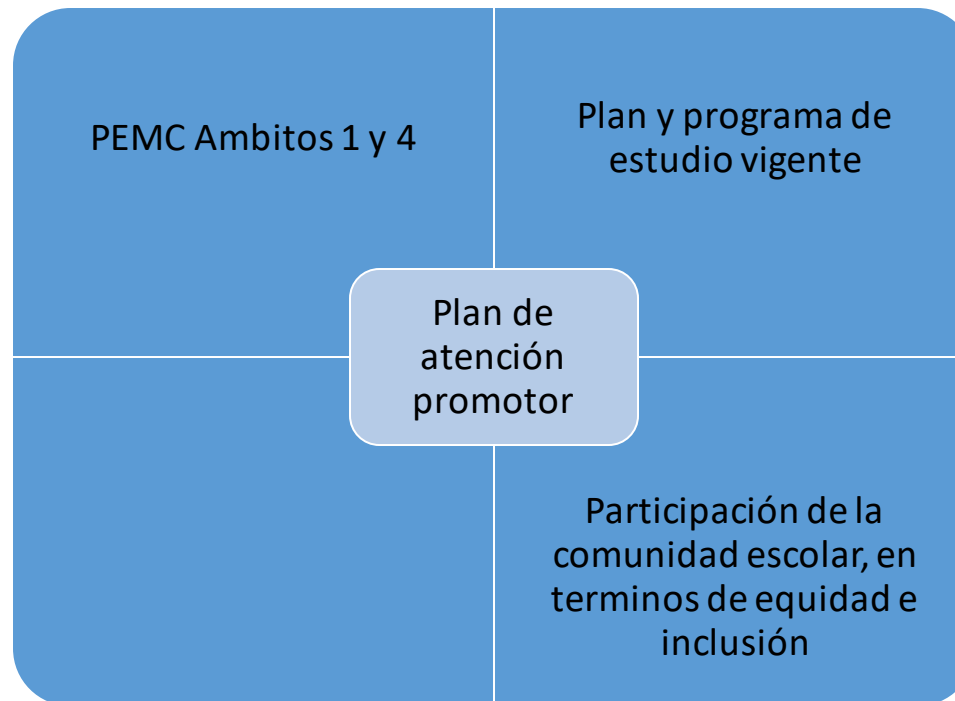 PEMC Ambitos 1 y 4
Plan y programa de
estudio vigente
Plan de
atención
promotor
Participación de la
comunidad escolar, en
terminos de equidad e
inclusión